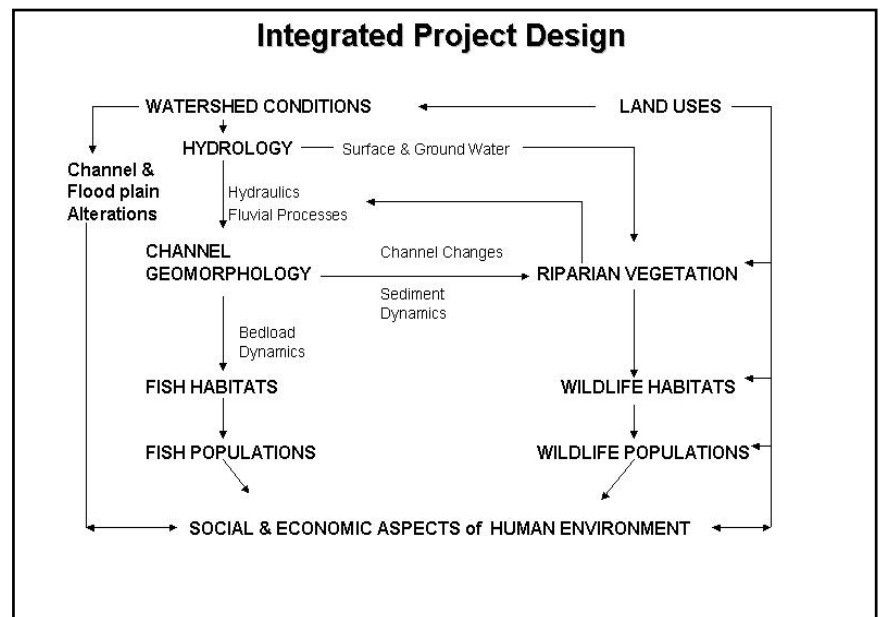 Integrated Project Design
WATERSHED CONDITIONS
LAND USES
HYDROLOGY
Surface & Ground Water
Channel &
Flood plain
Alterations
Hydraulics
Fluvial Processes
CHANNEL
GEOMORPHOLOGY
Channel Changes
Sediment
Dynamics
RIPARIAN VEGETATION
Bedload
Dynamics
FISH HABITATS
WILDLIFE HABITATS
FISH POPULATIONS
WILDLIFE POPULATIONS
SOCIAL & ECONOMIC ASPECTS of HUMAN ENVIRONMENT